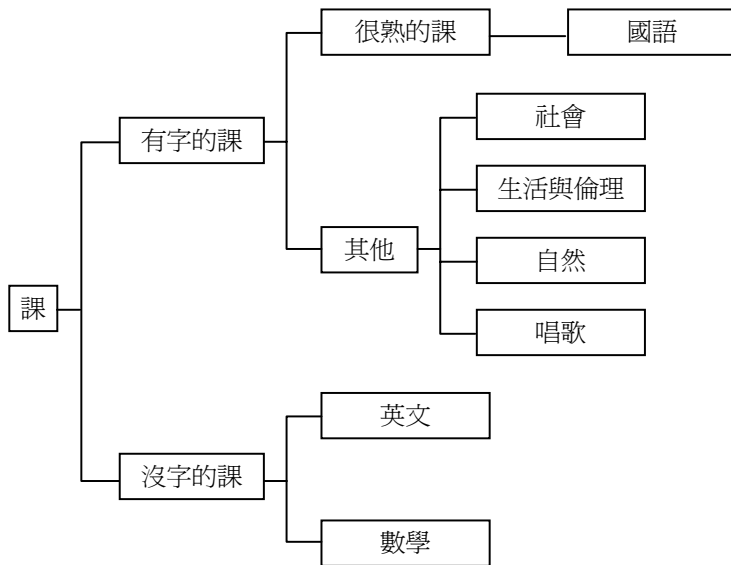 很熟的課
國語
有字的課
社會
生活與倫理
其他
自然
課
唱歌
英文
沒字的課
數學